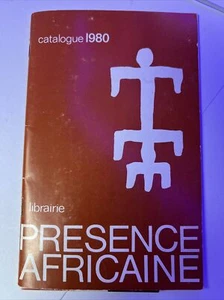 catalogue 1980
librairie
PRESENCE
AFRICAINE